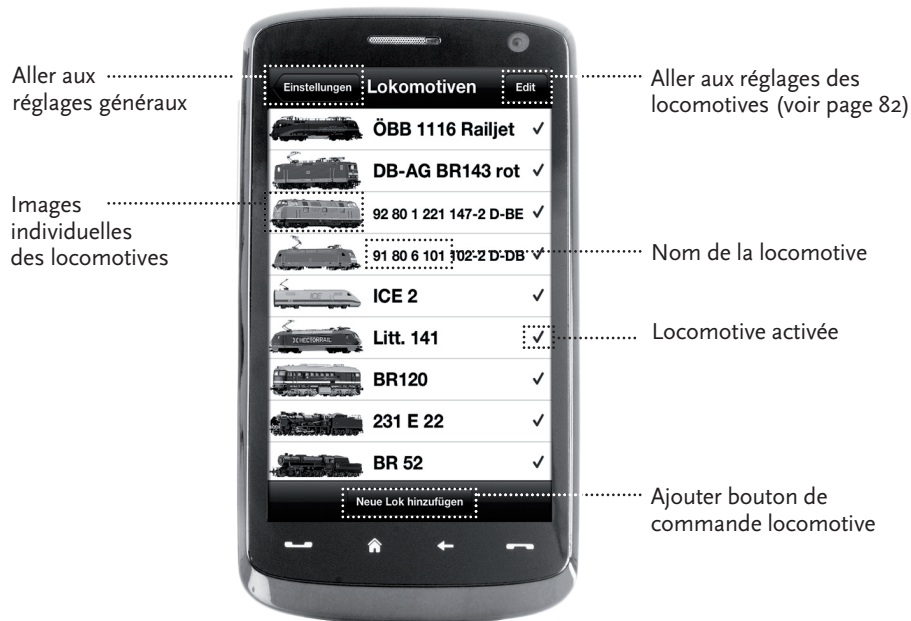 Aller aux
réglages généraux
Einstellungen Lokomotiven Edit
Aller aux réglages des
locomotives (voir page 82)
ÖBB 1116 Railjet ✓
DB-AG BR143 rot ✓
Images
individuelles
des locomotives
92 80 1 221 147-2 D-BE ✓
91 80 6 101 102-2 D-DB ✓
Nom de la locomotive
ICE 2 ✓
ICE
Litt. 141 ✓
HECTORRAIL
Locomotive activée
BR120 ✓
231 E 22 ✓
BR 52 ✓
Neue Lok hinzufügen
Ajouter bouton de
commande locomotive